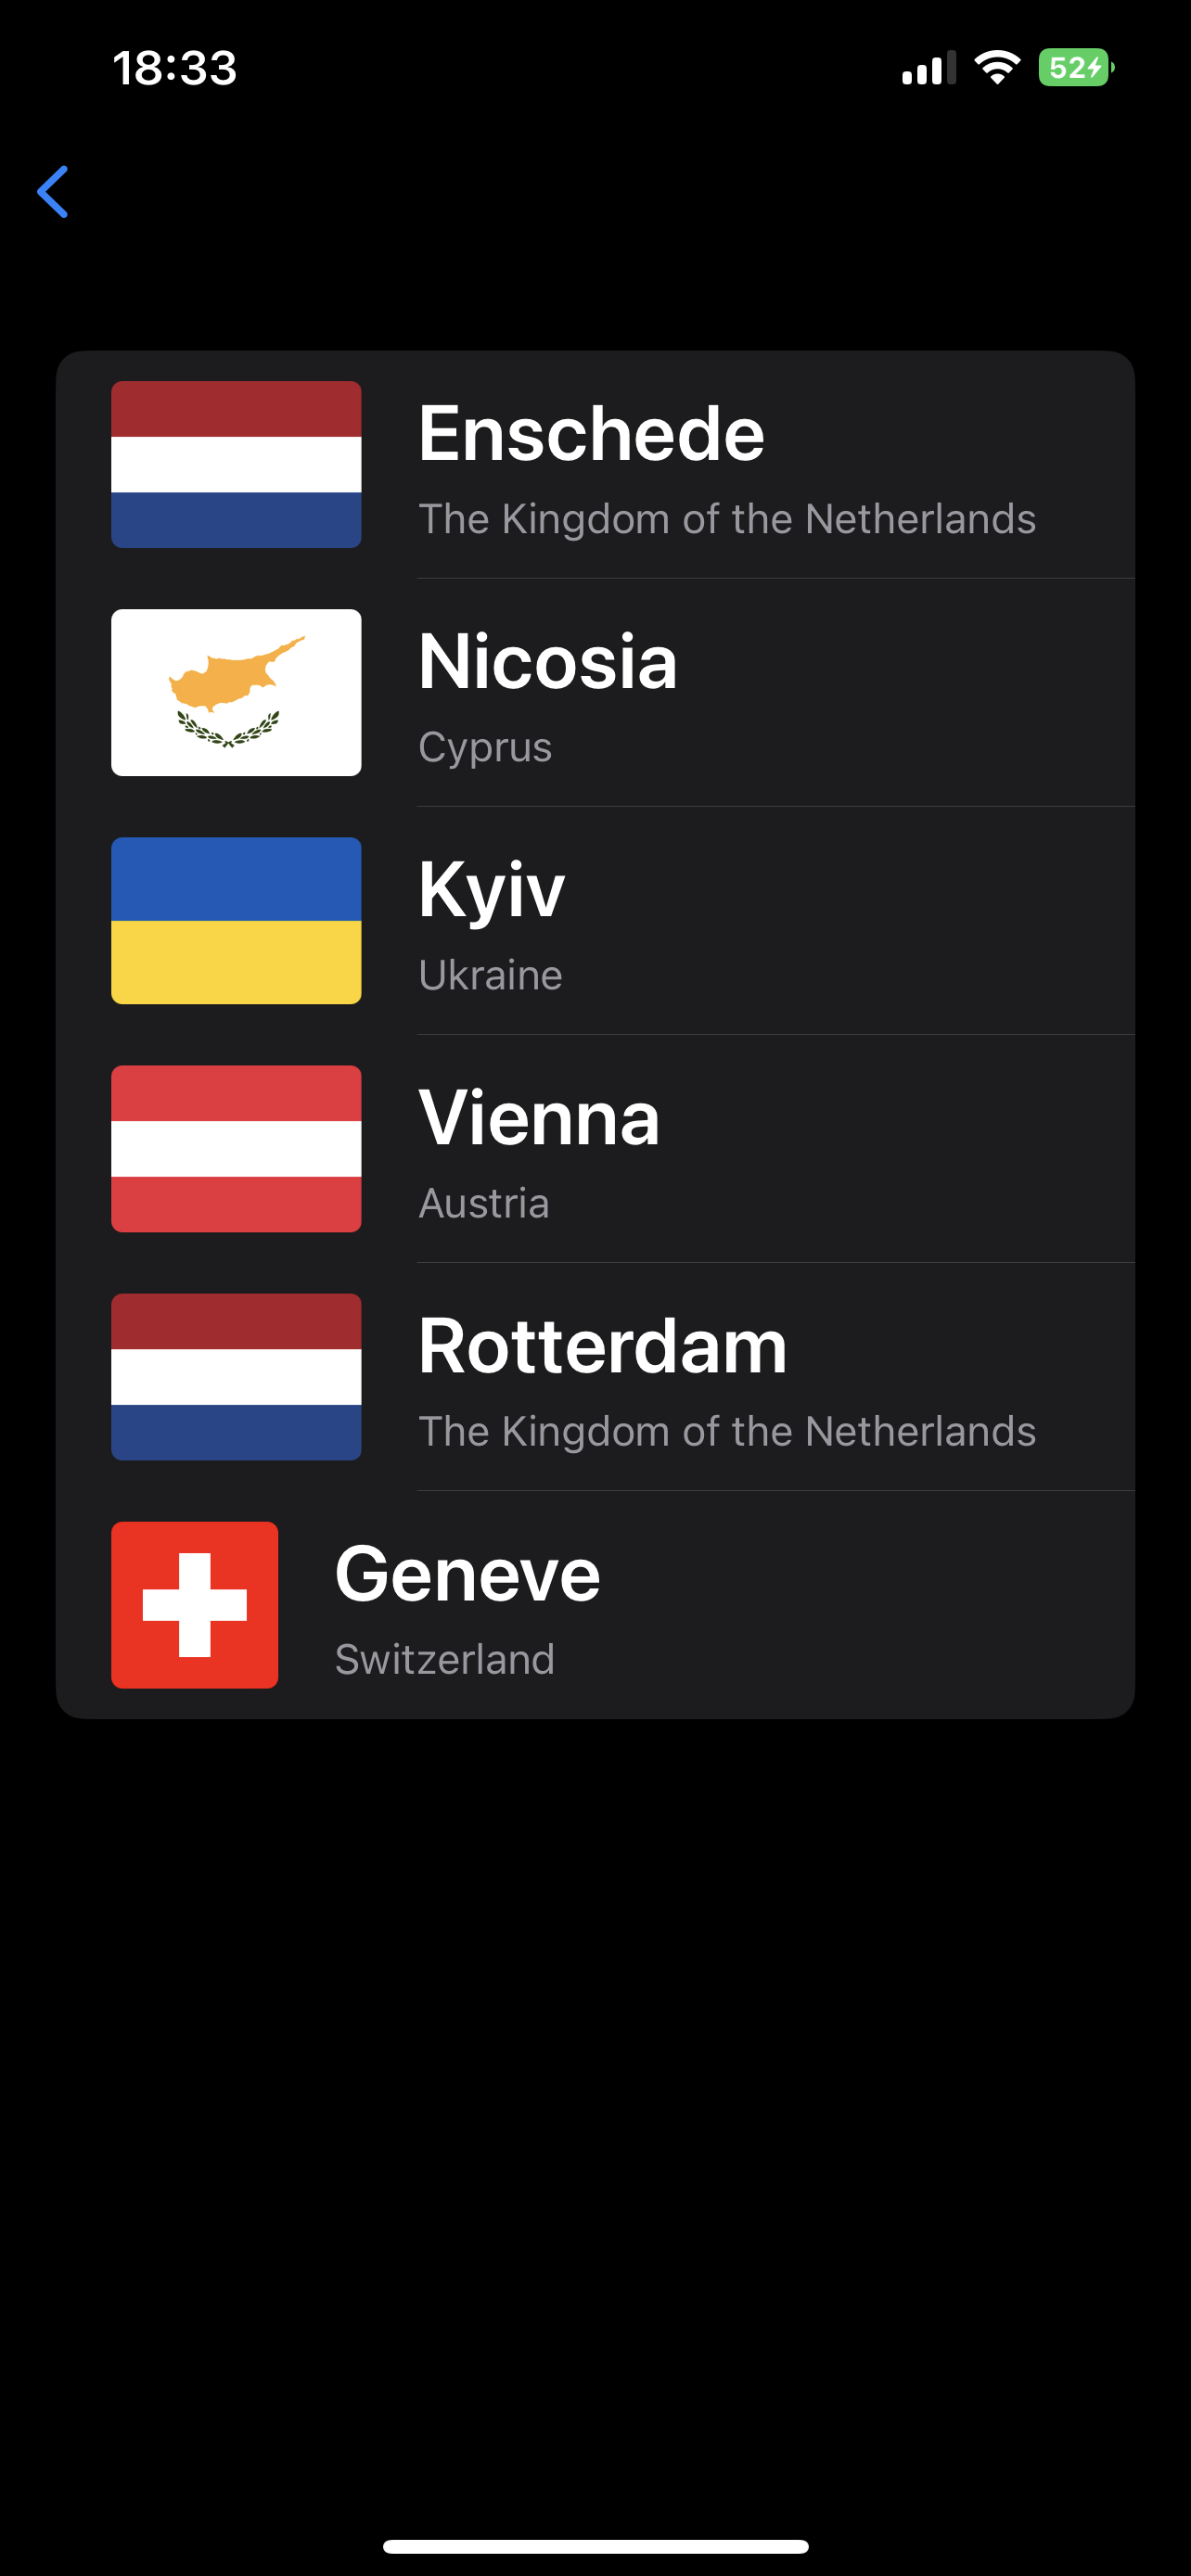 18:33
52
Enschede
The Kingdom of the Netherlands
Nicosia
Cyprus
Kyiv
Ukraine
Vienna
Austria
Rotterdam
The Kingdom of the Netherlands
Geneve
Switzerland